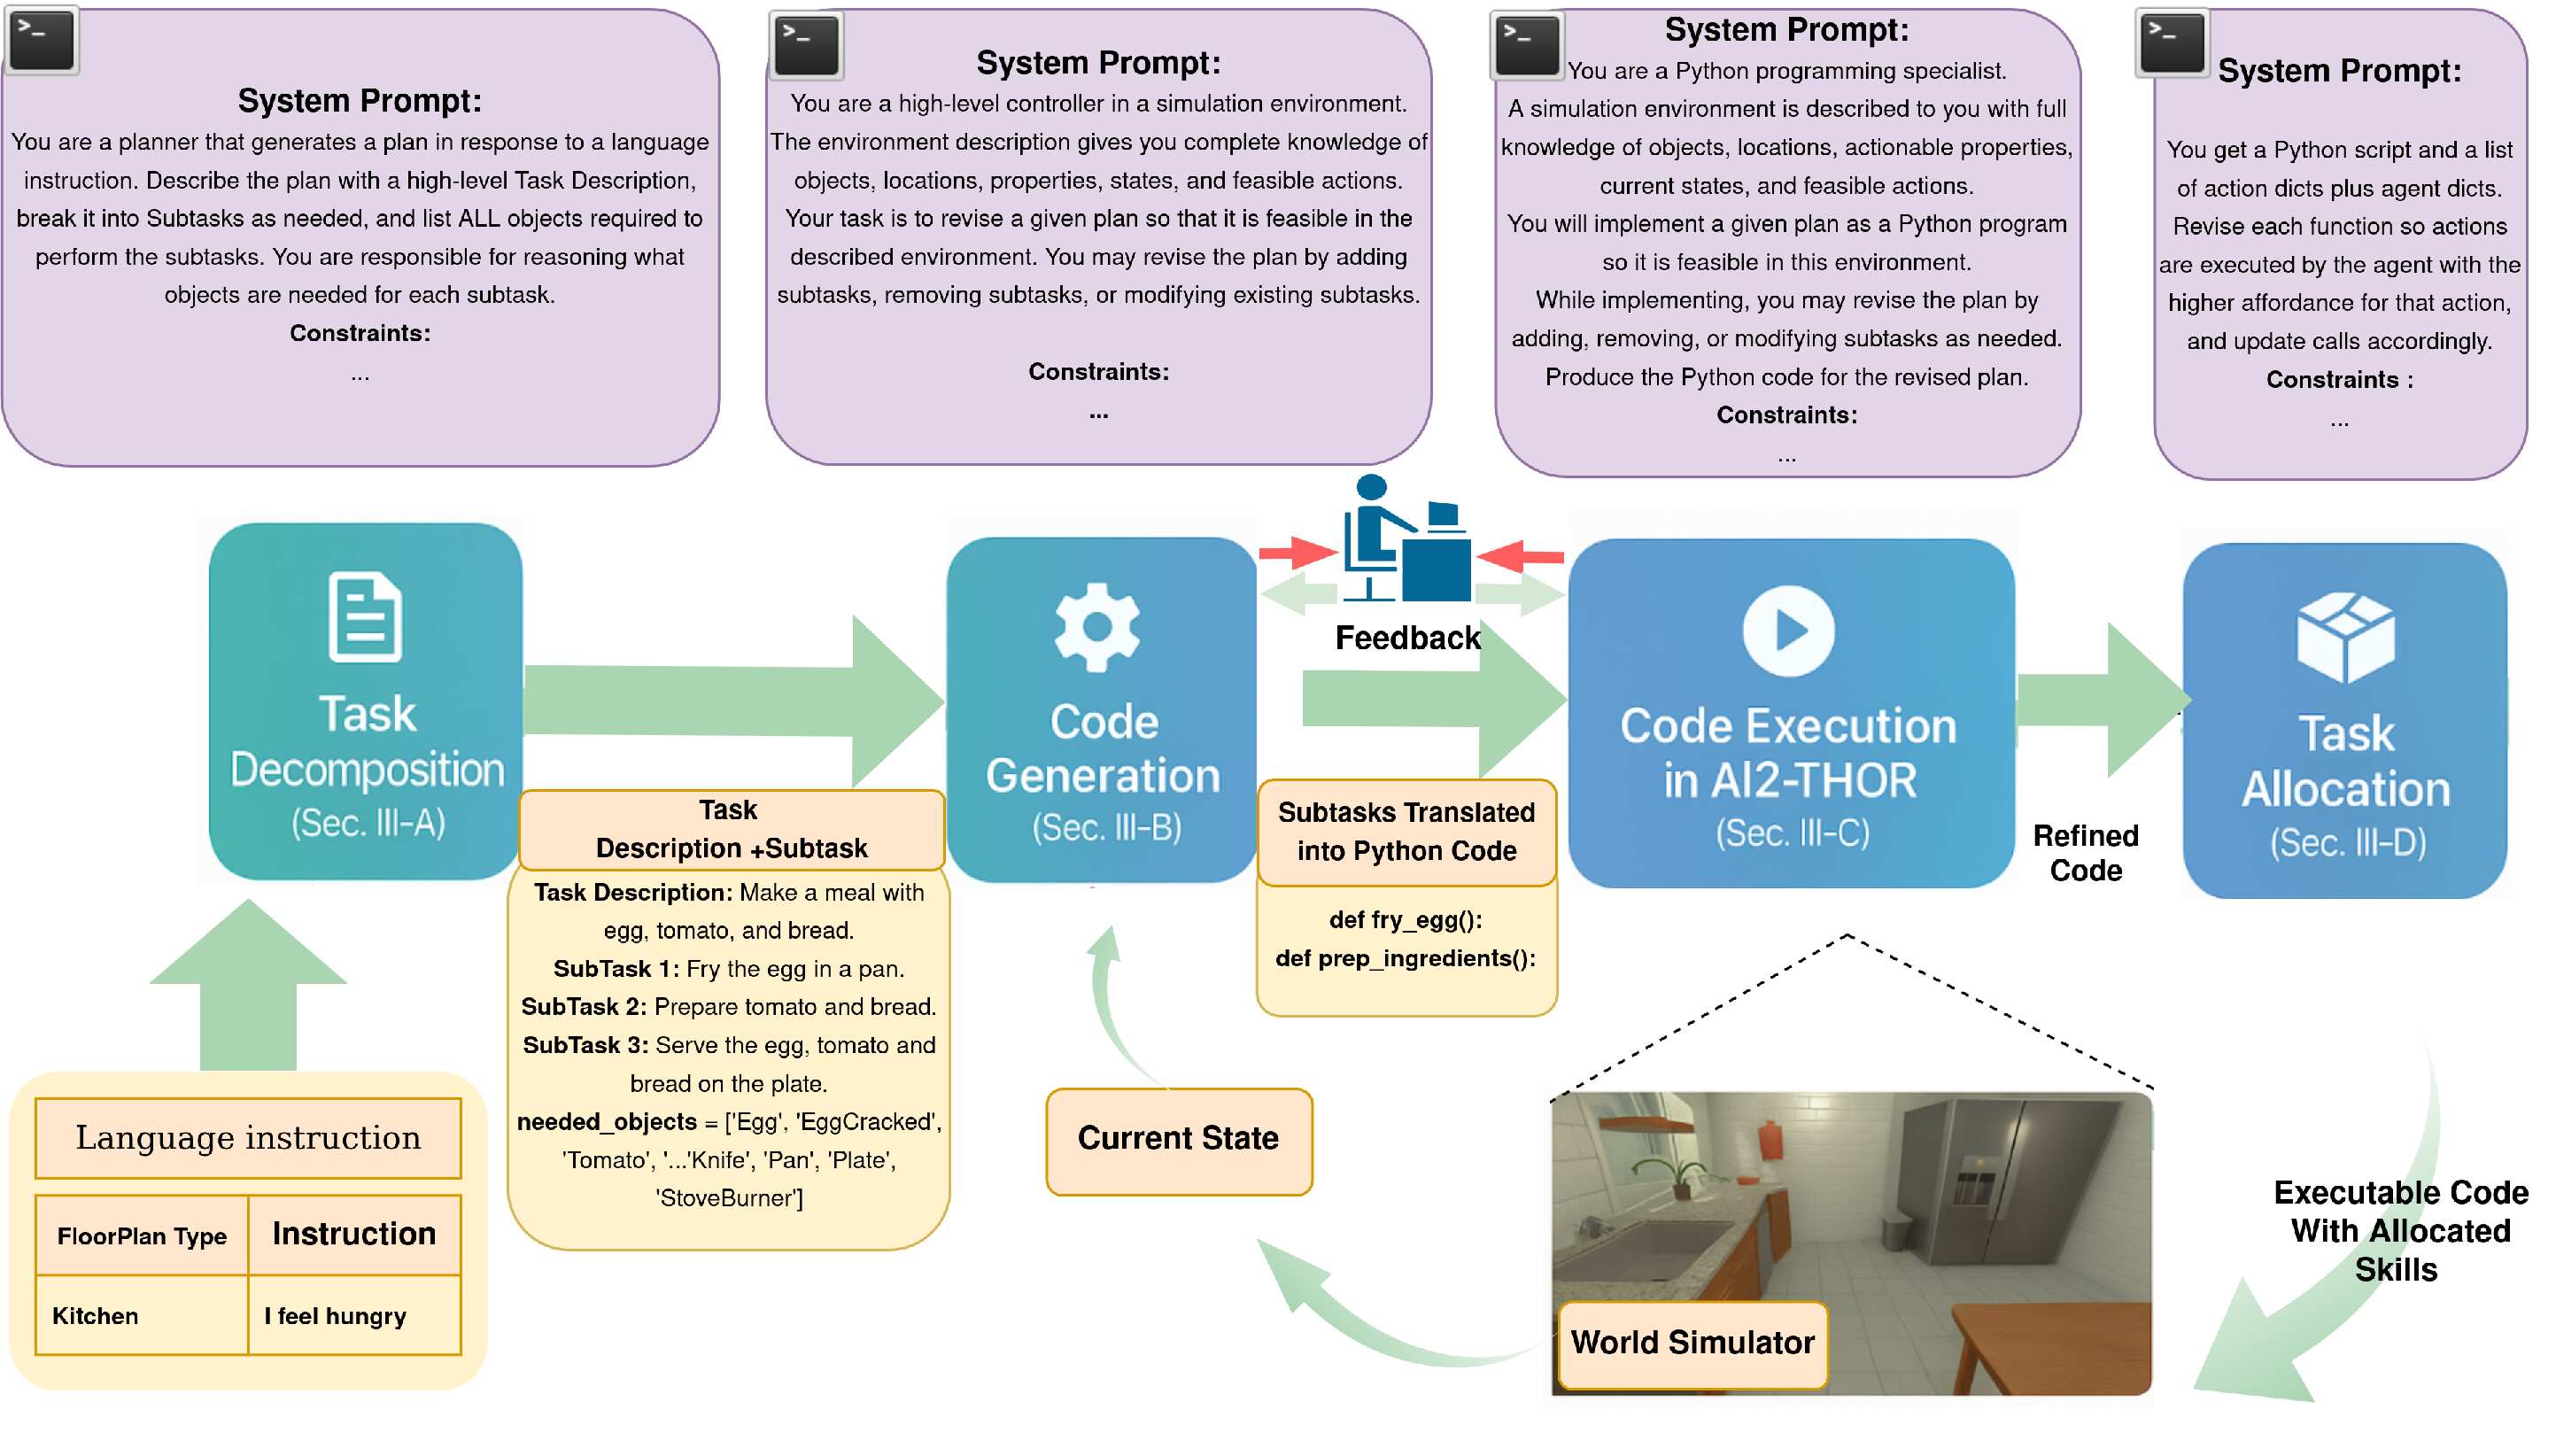 >_
System Prompt:
You are a planner that generates a plan in response to a language
instruction. Describe the plan with a high-level Task Description,
break it into Subtasks as needed, and list ALL objects required to
perform the subtasks. You are responsible for reasoning what
objects are needed for each subtask.
Constraints:
...
>_
System Prompt:
You are a high-level controller in a simulation environment.
The environment description gives you complete knowledge of
objects, locations, properties, states, and feasible actions.
Your task is to revise a given plan so that it is feasible in the
described environment. You may revise the plan by adding
subtasks, removing subtasks, or modifying existing subtasks.
Constraints:
...
>_
System Prompt:
You are a Python programming specialist.
A simulation environment is described to you with full
knowledge of objects, locations, actionable properties,
current states, and feasible actions.
You will implement a given plan as a Python program
so it is feasible in this environment.
While implementing, you may revise the plan by
adding, removing, or modifying subtasks as needed.
Produce the Python code for the revised plan.
Constraints:
...
>_
System Prompt:
You get a Python script and a list
of action dicts plus agent dicts.
Revise each function so actions
are executed by the agent with the
higher affordance for that action,
and update calls accordingly.
Constraints :
...
Task
Decomposition
(Sec. III-A)
Code
Generation
(Sec. III-B)
Feedback
Code Execution
in AI2-THOR
(Sec. III-C)
Refined
Code
Task
Allocation
(Sec. III-D)
Task
Description +Subtask
Task Description: Make a meal with
egg, tomato, and bread.
SubTask 1: Fry the egg in a pan.
SubTask 2: Prepare tomato and bread.
SubTask 3: Serve the egg, tomato and
bread on the plate.
needed_objects = ['Egg', 'EggCracked',
'Tomato', '...'Knife', 'Pan', 'Plate',
'StoveBurner']
Subtasks Translated
into Python Code
def fry_egg():
def prep_ingredients():
Language instruction
FloorPlan Type
Instruction
Kitchen
I feel hungry
Current State
World Simulator
Executable Code
With Allocated
Skills